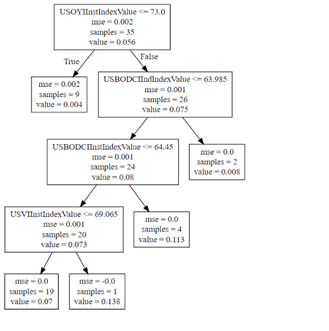 USOYIInstIndexValue <= 73.0
mse = 0.002
samples = 35
value = 0.056
True
False
mse = 0.002
samples = 9
value = 0.004
USBODCIIndIndexValue <= 63.985
mse = 0.001
samples = 26
value = 0.075
USBODCIInstIndexValue <= 64.45
mse = 0.001
samples = 24
value = 0.08
mse = 0.0
samples = 2
value = 0.008
USVIInstIndexValue <= 69.065
mse = 0.001
samples = 20
value = 0.073
mse = 0.0
samples = 4
value = 0.113
mse = 0.0
samples = 19
value = 0.07
mse = -0.0
samples = 1
value = 0.138